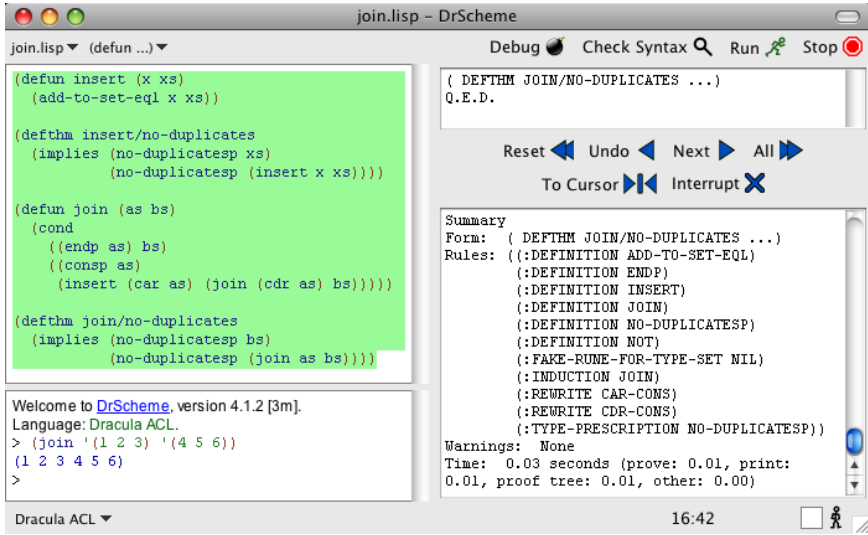 join.lisp – DrScheme
join.lisp (defun ...) Debug Check Syntax Run Stop
(defun insert (x xs)
  (add-to-set-eql x xs))
(defthm insert/no-duplicates
  (implies (no-duplicatesp xs)
           (no-duplicatesp (insert x xs))))
(defun join (as bs)
  (cond
    ((endp as) bs)
    ((consp as)
     (insert (car as) (join (cdr as) bs)))))
(defthm join/no-duplicates
  (implies (no-duplicatesp bs)
           (no-duplicatesp (join as bs))))
Welcome to DrScheme, version 4.1.2 [3m].
Language: Dracula ACL.
> (join '(1 2 3) '(4 5 6))
(1 2 3 4 5 6)
>
( DEFTHM JOIN/NO-DUPLICATES ...)
Q.E.D.
Reset Undo Next All
To Cursor Interrupt
Summary
Form:  ( DEFTHM JOIN/NO-DUPLICATES ...)
Rules: ((:DEFINITION ADD-TO-SET-EQL)
        (:DEFINITION ENDP)
        (:DEFINITION INSERT)
        (:DEFINITION JOIN)
        (:DEFINITION NO-DUPLICATESP)
        (:DEFINITION NOT)
        (:FAKE-RUNE-FOR-TYPE-SET NIL)
        (:INDUCTION JOIN)
        (:REWRITE CAR-CONS)
        (:REWRITE CDR-CONS)
        (:TYPE-PRESCRIPTION NO-DUPLICATESP))
Warnings:  None
Time:  0.03 seconds (prove: 0.01, print:
0.01, proof tree: 0.01, other: 0.00)
Dracula ACL 16:42